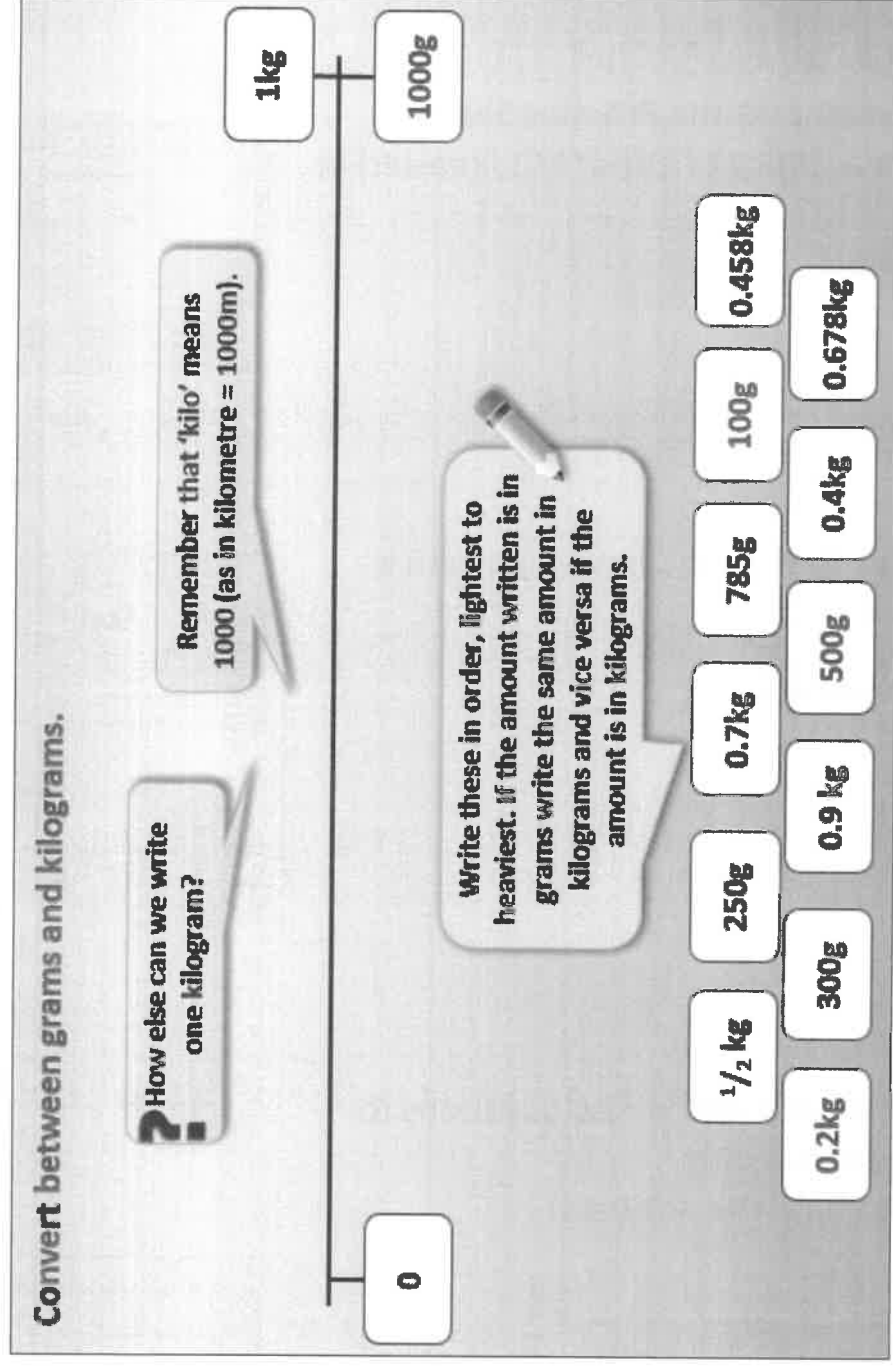 Convert between grams and kilograms.
? How else can we write
one kilogram?
Remember that 'kilo' means
1000 (as in kilometre = 1000m).
0
1kg
1000g
Write these in order, lightest to
heaviest. If the amount written is in
grams write the same amount in
kilograms and vice versa if the
amount is in kilograms.
1/2 kg
250g
0.7kg
785g
100g
0.458kg
0.2kg
300g
0.9 kg
500g
0.4kg
0.678kg